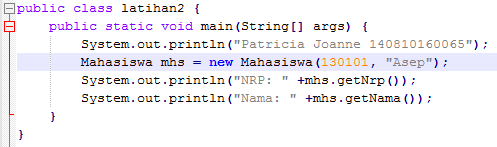 public class latihan2 {
    public static void main(String[] args) {
        System.out.println("Patricia Joanne 140810160065");
        Mahasiswa mhs = new Mahasiswa(130101, "Asep");
        System.out.println("NRP: " +mhs.getNrp());
        System.out.println("Nama: " +mhs.getNama());
    }
}